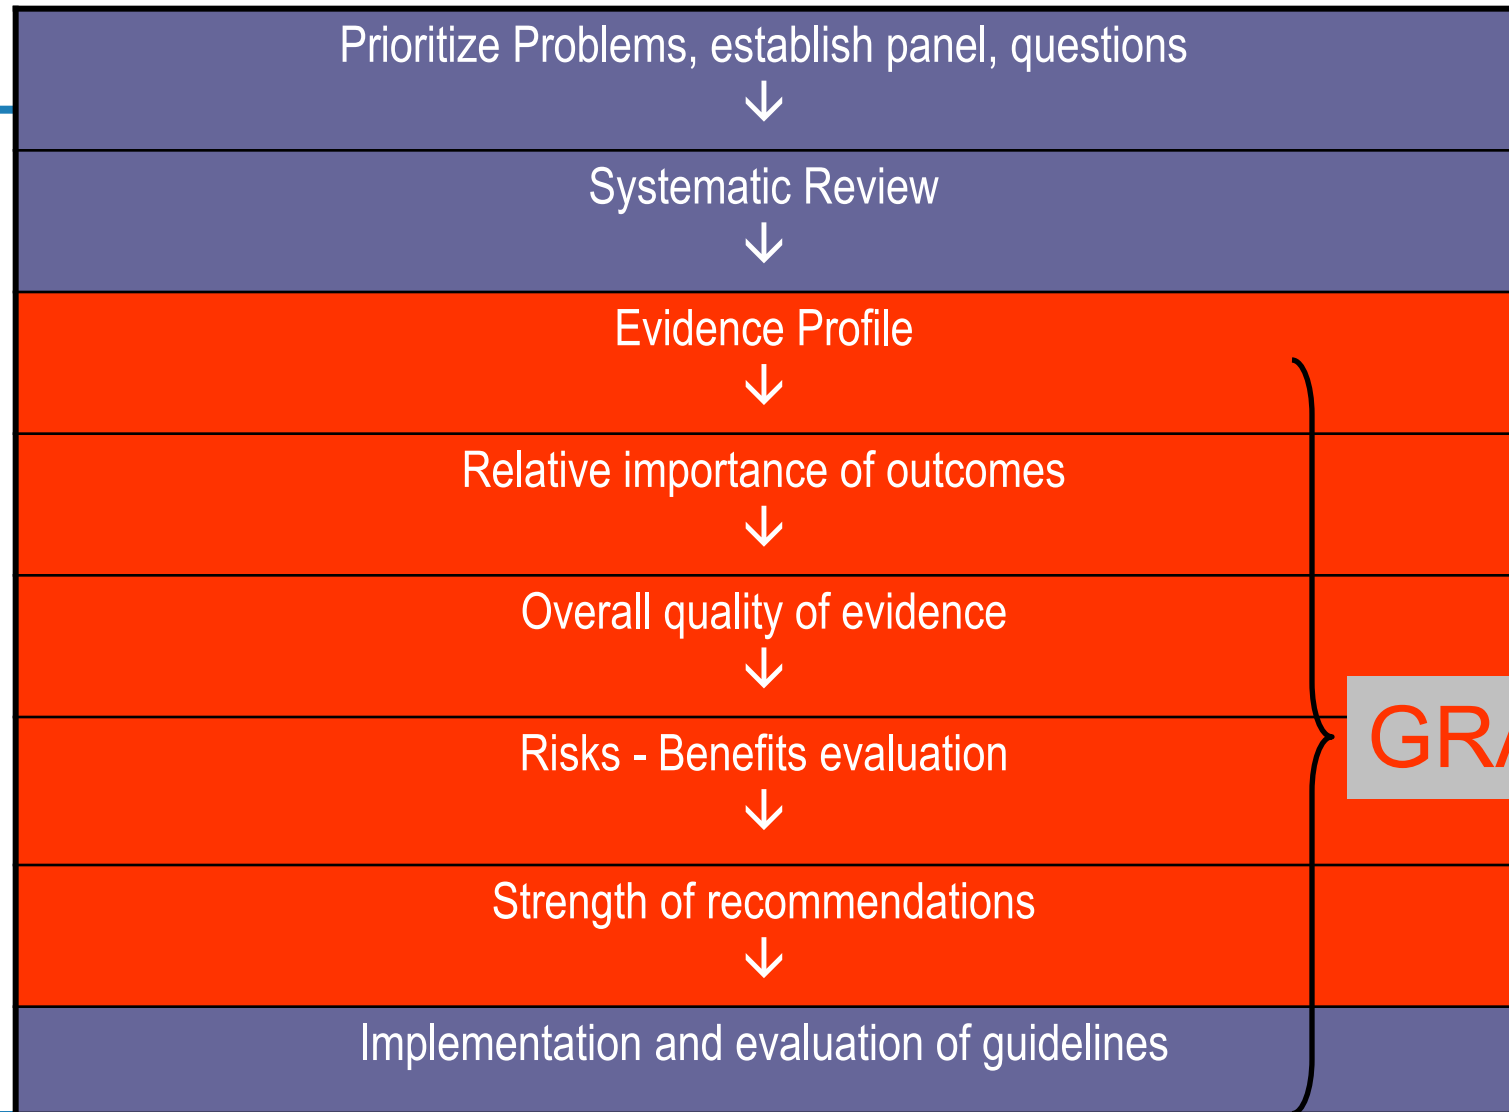 Prioritize Problems, establish panel, questions
↓
Systematic Review
↓
Evidence Profile
↓
Relative importance of outcomes
↓
Overall quality of evidence
↓
Risks - Benefits evaluation
↓
GRA
Strength of recommendations
↓
Implementation and evaluation of guidelines